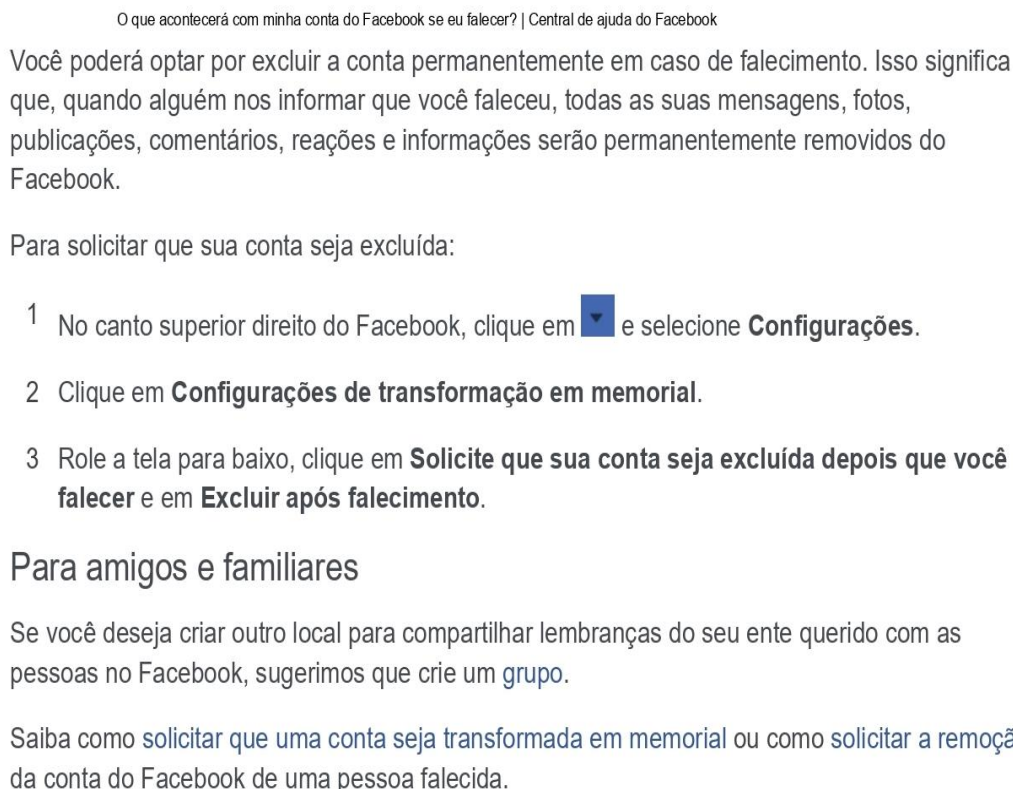 O que acontecerá com minha conta do Facebook se eu falecer? | Central de ajuda do Facebook
Você poderá optar por excluir a conta permanentemente em caso de falecimento. Isso significa
que, quando alguém nos informar que você faleceu, todas as suas mensagens, fotos,
publicações, comentários, reações e informações serão permanentemente removidos do
Facebook.
Para solicitar que sua conta seja excluída:
1 No canto superior direito do Facebook, clique em e selecione Configurações.
2 Clique em Configurações de transformação em memorial.
3 Role a tela para baixo, clique em Solicite que sua conta seja excluída depois que você
falecer e em Excluir após falecimento.
Para amigos e familiares
Se você deseja criar outro local para compartilhar lembranças do seu ente querido com as
pessoas no Facebook, sugerimos que crie um grupo.
Saiba como solicitar que uma conta seja transformada em memorial ou como solicitar a remoçã
da conta do Facebook de uma pessoa falecida.